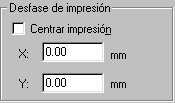 Desfase de impresión
Centrar impresión
X: 0.00 mm
Y: 0.00 mm